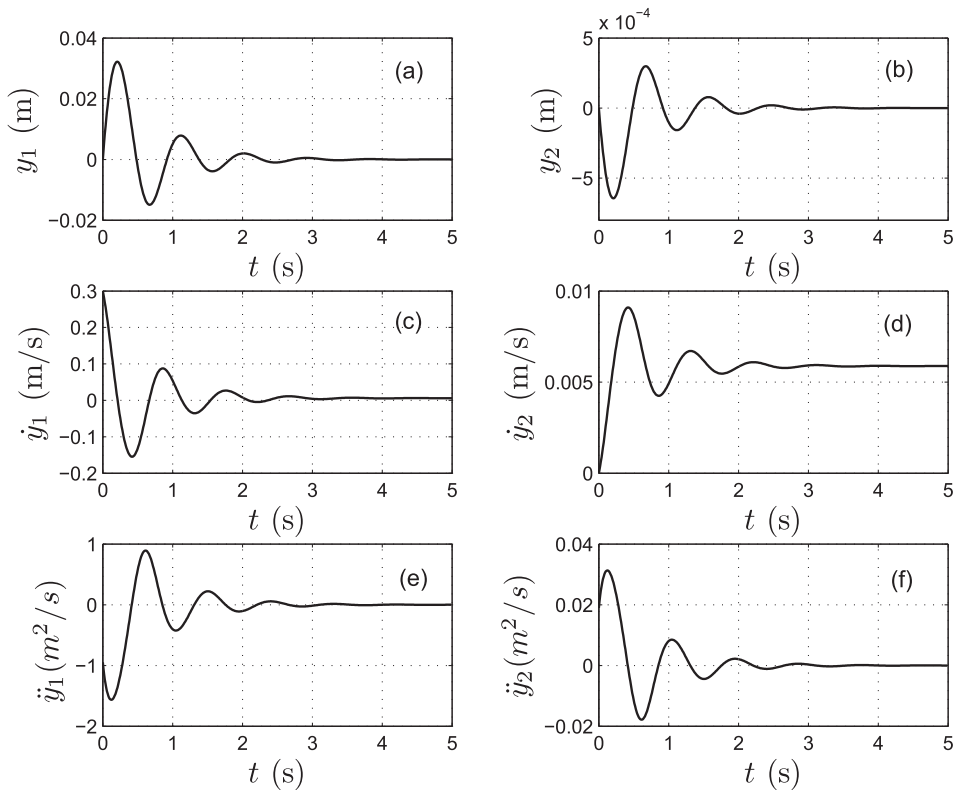 x 10⁻⁴
0.04
0.02
0
−0.02
y₁ (m)
(a)
0 1 2 3 4 5
t (s)
5
0
−5
y₂ (m)
(b)
0 1 2 3 4 5
t (s)
0.3
0.2
0.1
0
−0.1
−0.2
ẏ₁ (m/s)
(c)
0 1 2 3 4 5
t (s)
0.01
0.005
0
ẏ₂ (m/s)
(d)
0 1 2 3 4 5
t (s)
1
0
−1
−2
ÿ₁(m²/s)
(e)
0 1 2 3 4 5
t (s)
0.04
0.02
0
−0.02
ÿ₂(m²/s)
(f)
0 1 2 3 4 5
t (s)